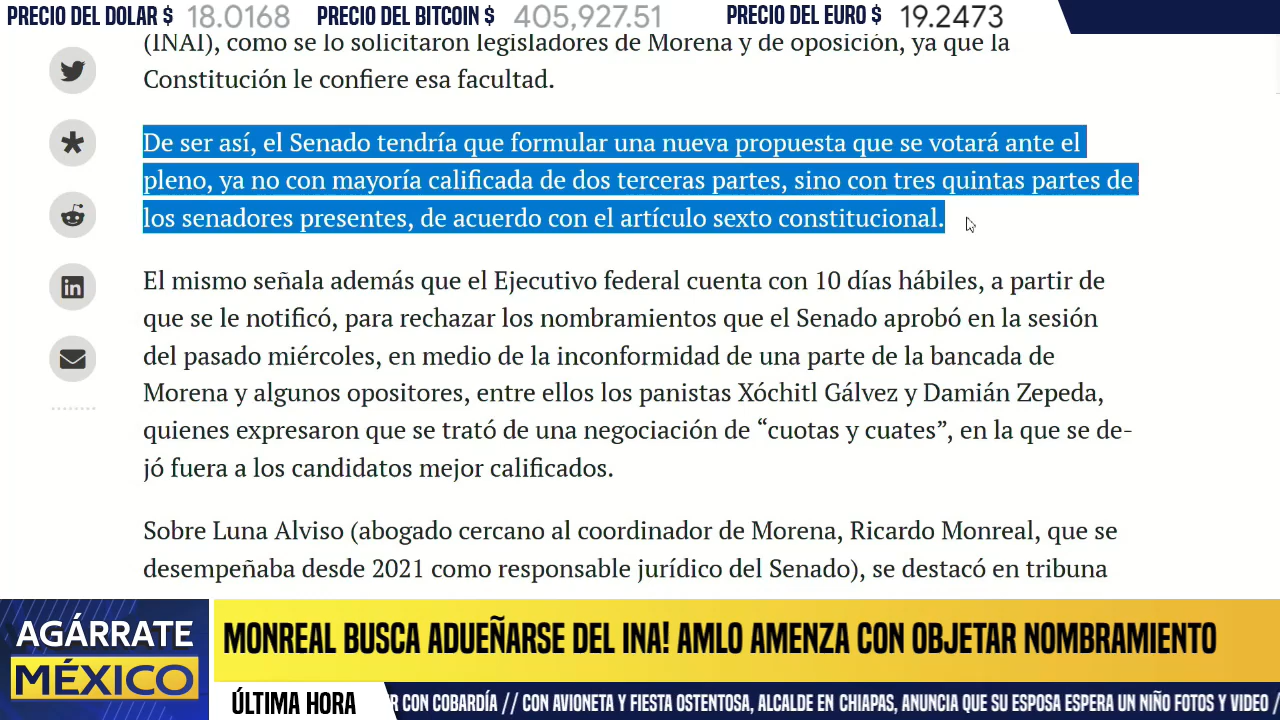 PRECIO DEL DOLAR $ 18.0168 PRECIO DEL BITCOIN $ 405,927.51 PRECIO DEL EURO $ 19.2473
(INAI), como se lo solicitaron legisladores de Morena y de oposición, ya que la
Constitución le confiere esa facultad.
De ser así, el Senado tendría que formular una nueva propuesta que se votará ante el
pleno, ya no con mayoría calificada de dos terceras partes, sino con tres quintas partes de
los senadores presentes, de acuerdo con el artículo sexto constitucional.
El mismo señala además que el Ejecutivo federal cuenta con 10 días hábiles, a partir de
que se le notificó, para rechazar los nombramientos que el Senado aprobó en la sesión
del pasado miércoles, en medio de la inconformidad de una parte de la bancada de
Morena y algunos opositores, entre ellos los panistas Xóchitl Gálvez y Damián Zepeda,
quienes expresaron que se trató de una negociación de “cuotas y cuates”, en la que se de-
jó fuera a los candidatos mejor calificados.
Sobre Luna Alviso (abogado cercano al coordinador de Morena, Ricardo Monreal, que se
desempeñaba desde 2021 como responsable jurídico del Senado), se destacó en tribuna
AGÁRRATE
MÉXICO
MONREAL BUSCA ADUEÑARSE DEL INA! AMLO AMENZA CON OBJETAR NOMBRAMIENTO
ÚLTIMA HORA
R CON COBARDÍA // CON AVIONETA Y FIESTA OSTENTOSA, ALCALDE EN CHIAPAS, ANUNCIA QUE SU ESPOSA ESPERA UN NIÑO FOTOS Y VIDEO /